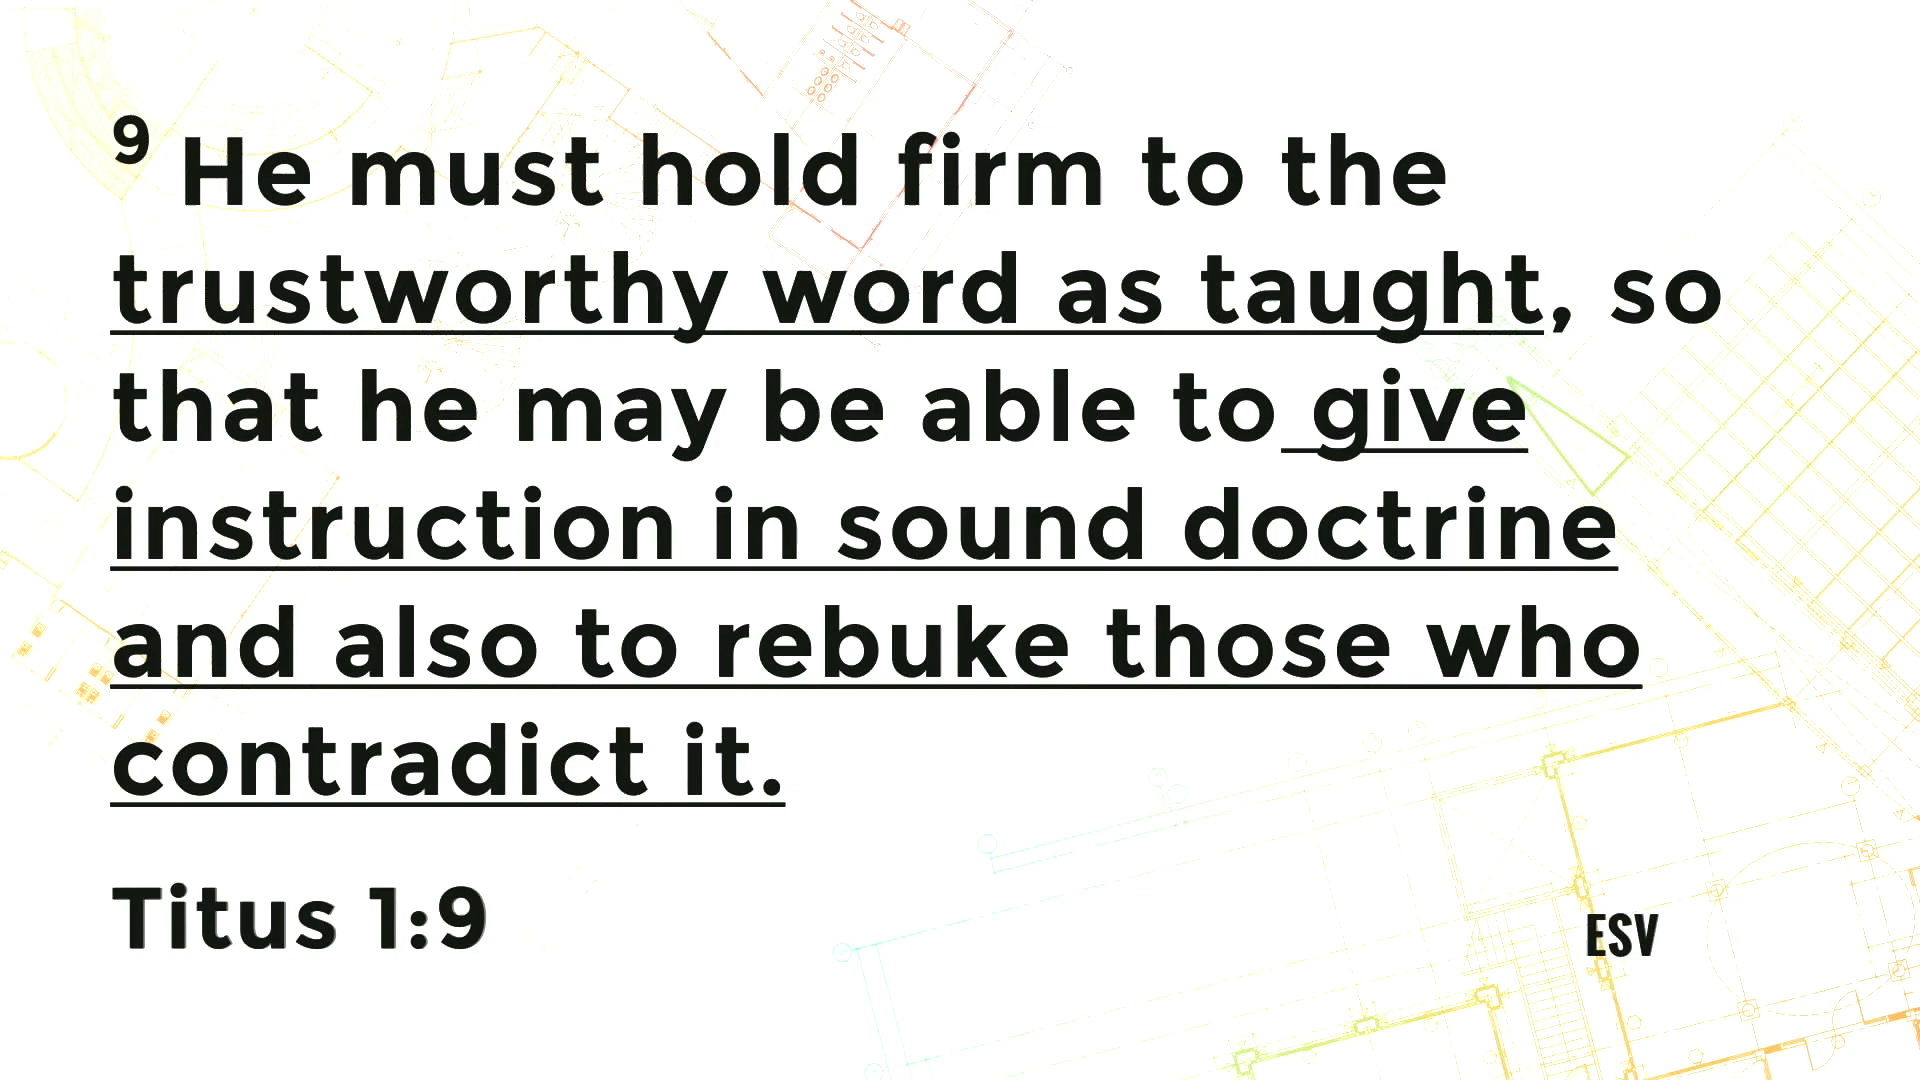 9 He must hold firm to the
trustworthy word as taught, so
that he may be able to give
instruction in sound doctrine
and also to rebuke those who
contradict it.
Titus 1:9
ESV